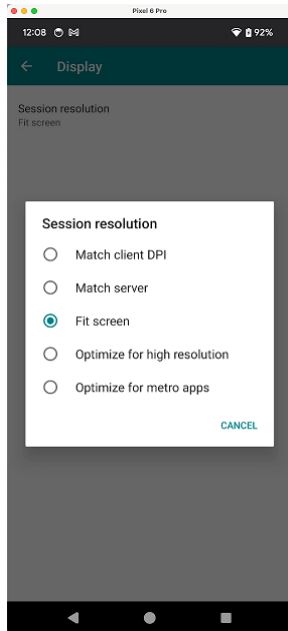 Pixel 6 Pro
12:08 92%
Display
Session resolution
Fit screen
Session resolution
Match client DPI
Match server
Fit screen
Optimize for high resolution
Optimize for metro apps
CANCEL